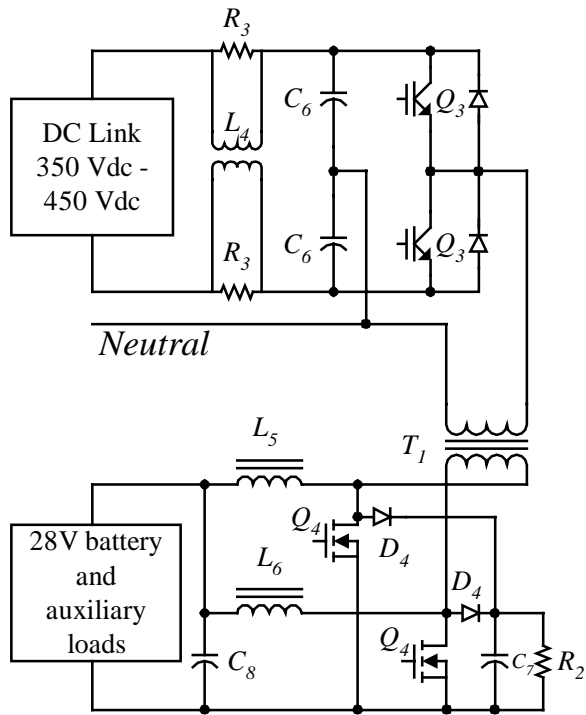 R3
C6
Q3
DC Link
350 Vdc -
450 Vdc
L4
C6
Q3
R3
Neutral
L5
T1
Q4
D4
28V battery
and
auxiliary
loads
L6
D4
Q4
C8
C7
R2